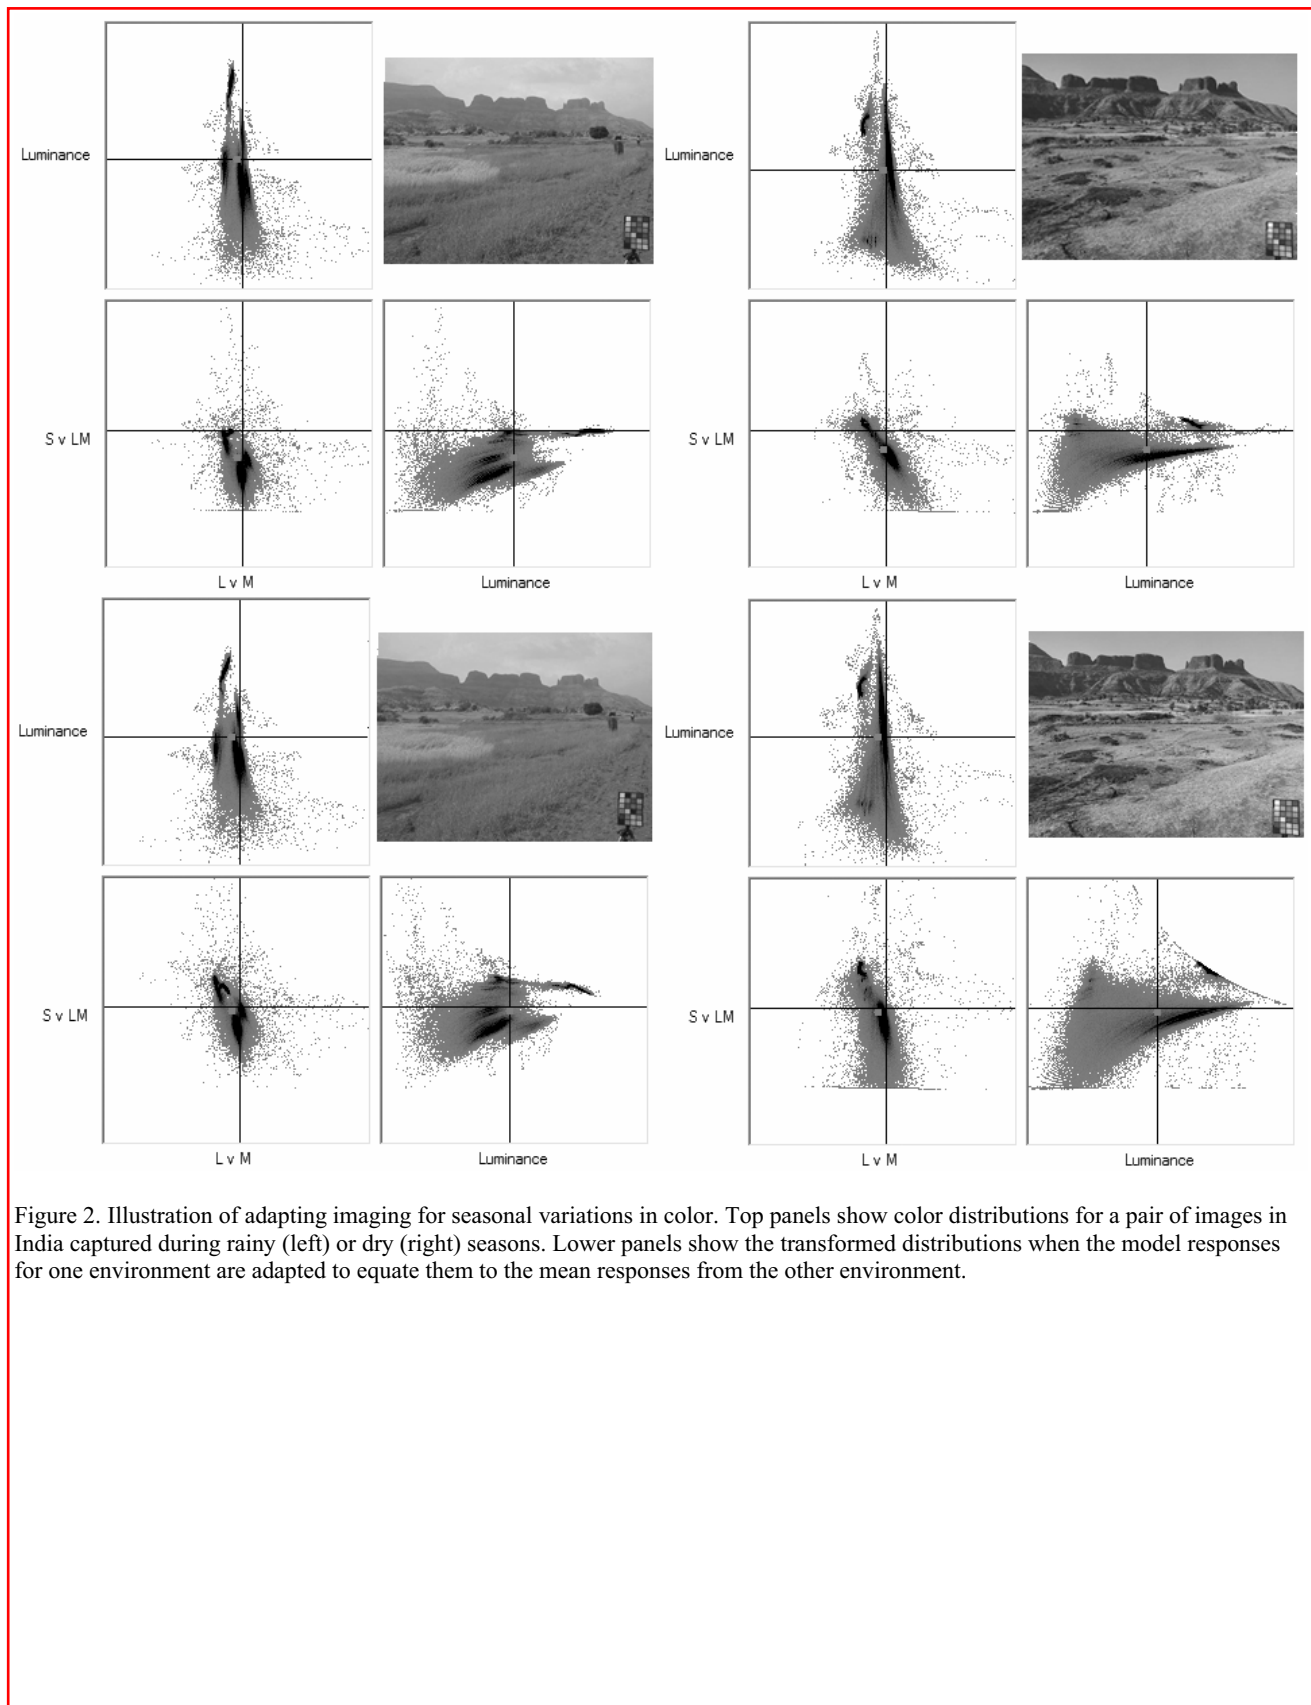 Luminance
Luminance
S v LM
S v LM
L v M
Luminance
L v M
Luminance
Luminance
Luminance
S v LM
S v LM
L v M
Luminance
L v M
Luminance
Figure 2. Illustration of adapting imaging for seasonal variations in color. Top panels show color distributions for a pair of images in
India captured during rainy (left) or dry (right) seasons. Lower panels show the transformed distributions when the model responses
for one environment are adapted to equate them to the mean responses from the other environment.